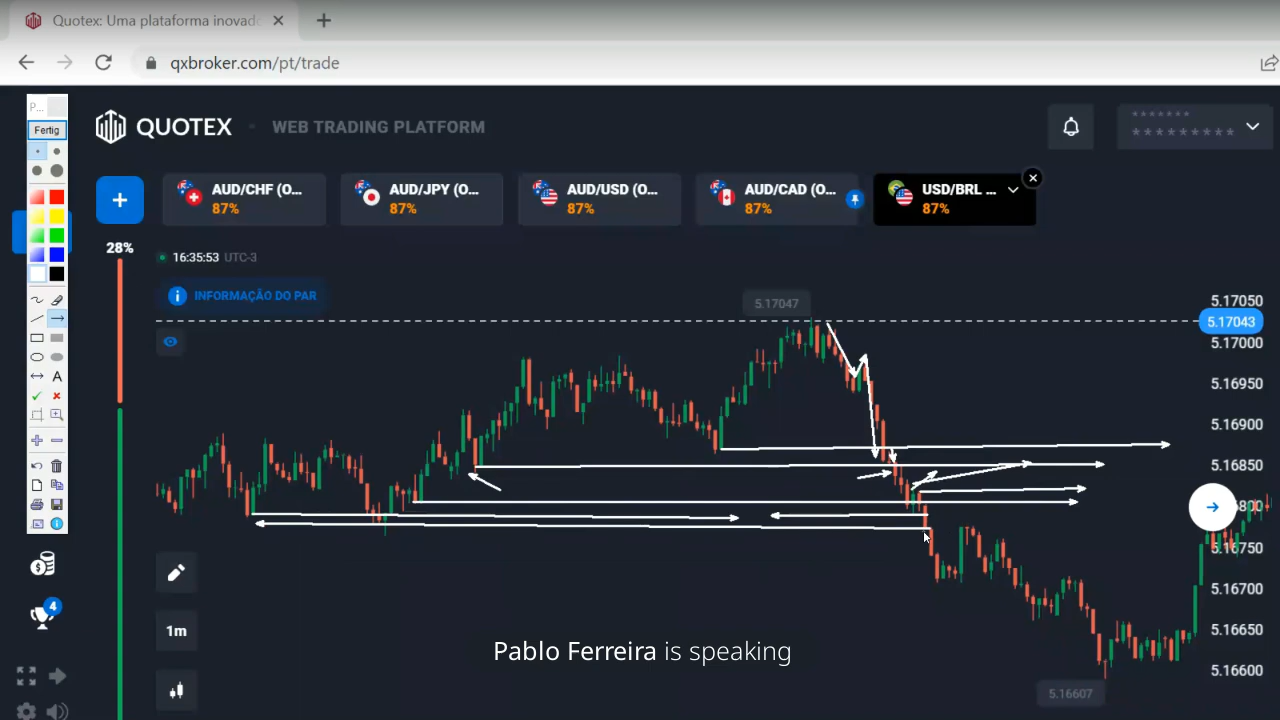 Quotex: Uma plataforma inovad
qxbroker.com/pt/trade
P...
Fertig
QUOTEX
WEB TRADING PLATFORM
*******
*********
AUD/CHF (O...
87%
AUD/JPY (O...
87%
AUD/USD (O...
87%
AUD/CAD (O...
87%
USD/BRL ...
87%
28%
16:35:53 UTC-3
INFORMAÇÃO DO PAR
5.17047
5.17050
5.17043
5.17000
5.16950
5.16900
5.16850
5.16750
5.16700
5.16650
5.16600
5.16607
A
4
1m
Pablo Ferreira is speaking